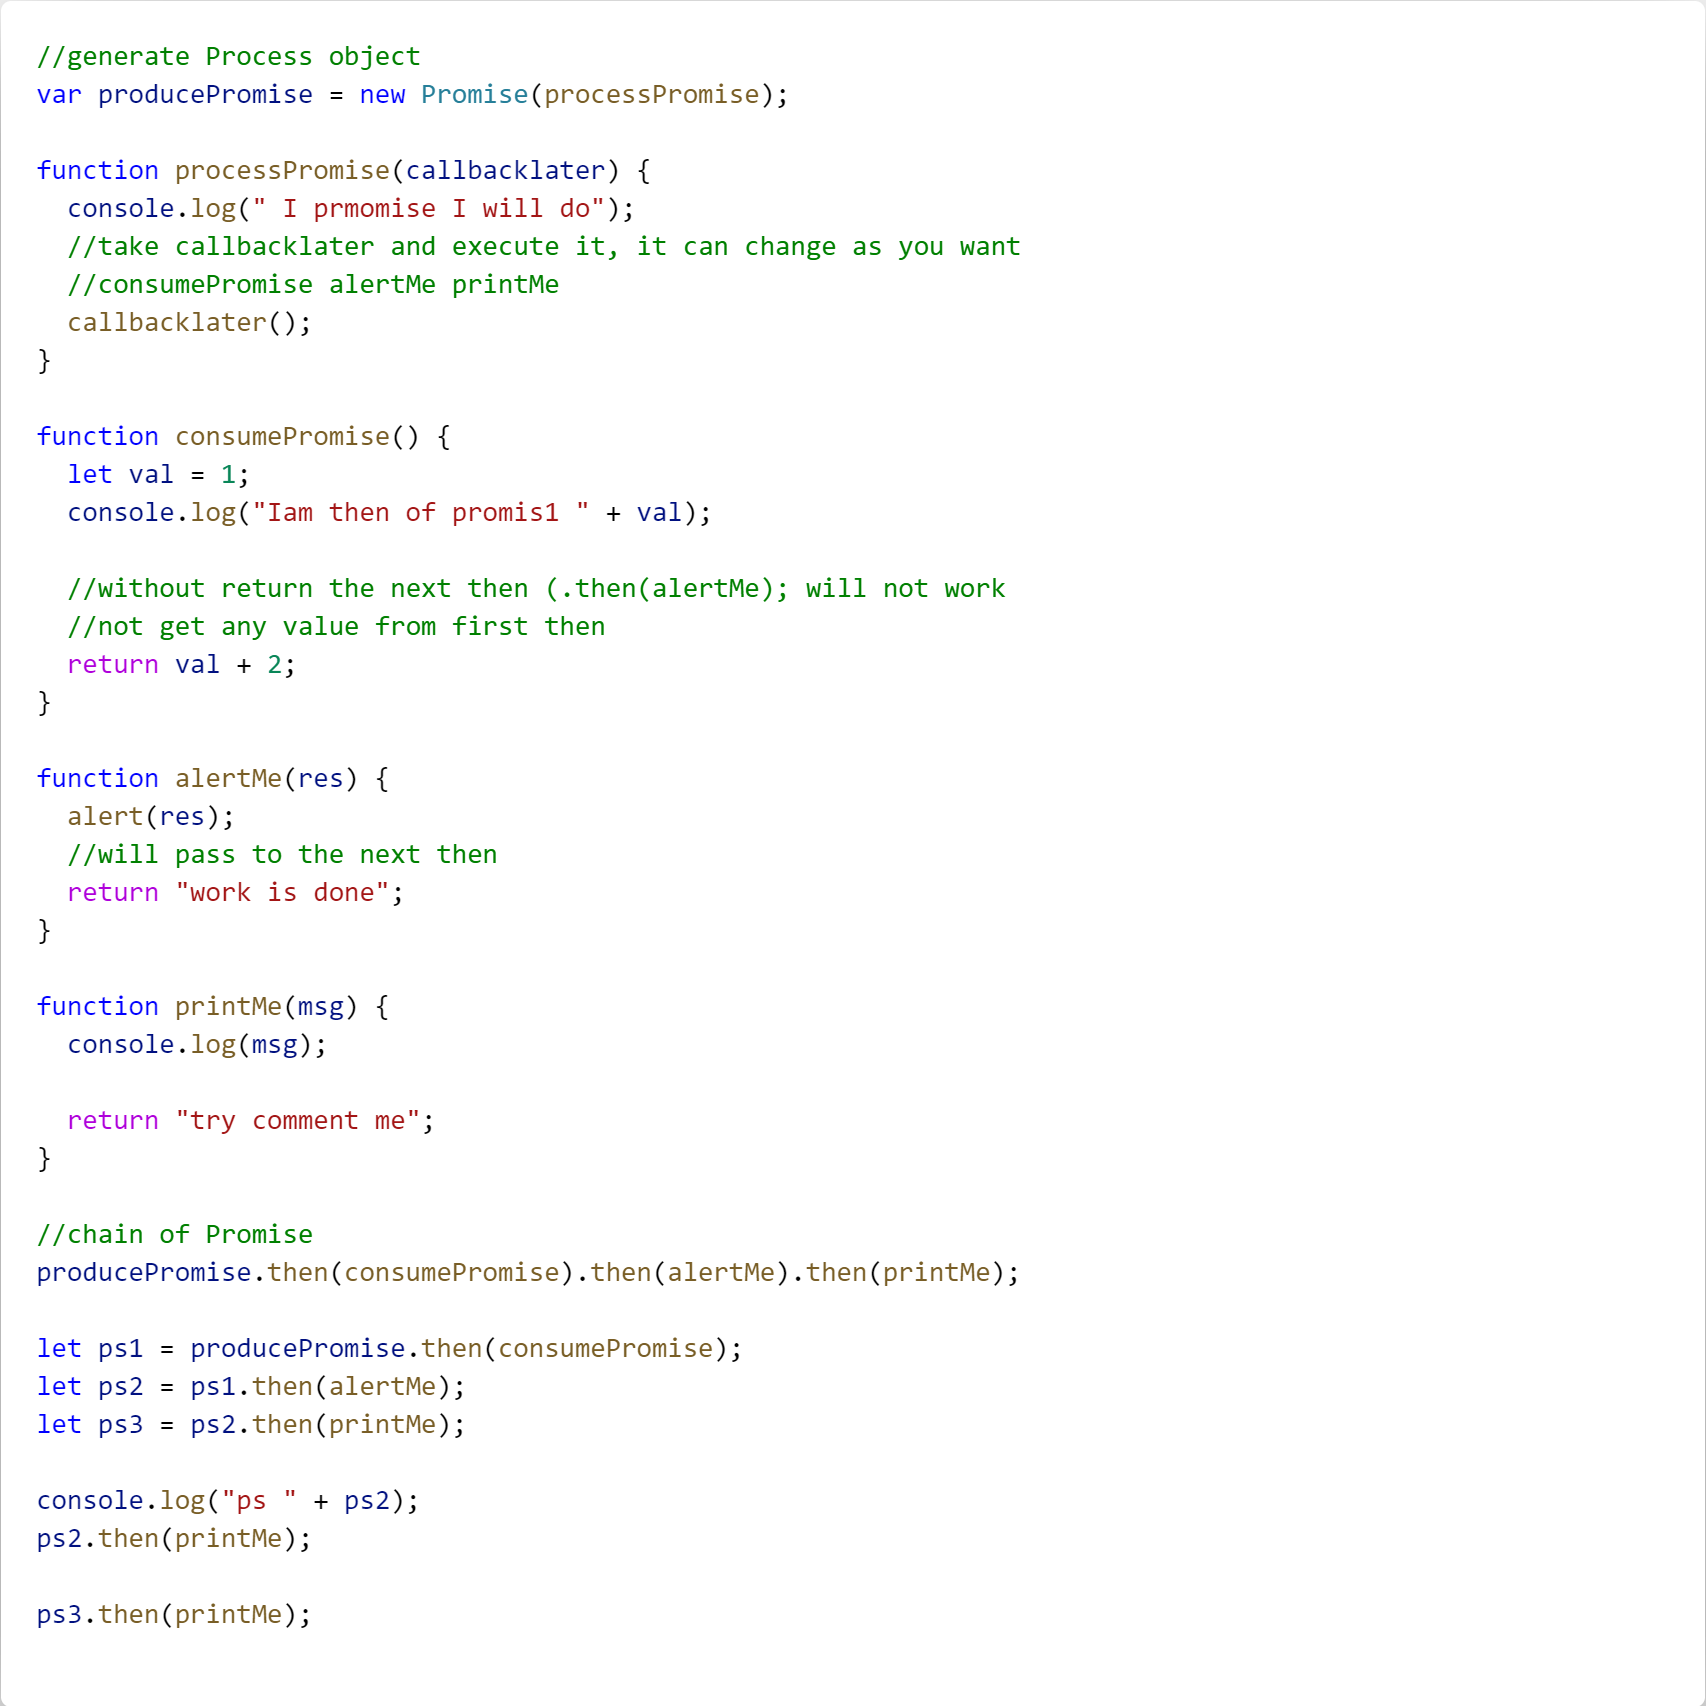 //generate Process object
var producePromise = new Promise(processPromise);

function processPromise(callbacklater) {
  console.log(" I prmomise I will do");
  //take callbacklater and execute it, it can change as you want
  //consumePromise alertMe printMe
  callbacklater();
}

function consumePromise() {
  let val = 1;
  console.log("Iam then of promis1 " + val);

  //without return the next then (.then(alertMe); will not work
  //not get any value from first then
  return val + 2;
}

function alertMe(res) {
  alert(res);
  //will pass to the next then
  return "work is done";
}

function printMe(msg) {
  console.log(msg);

  return "try comment me";
}

//chain of Promise
producePromise.then(consumePromise).then(alertMe).then(printMe);

let ps1 = producePromise.then(consumePromise);
let ps2 = ps1.then(alertMe);
let ps3 = ps2.then(printMe);

console.log("ps " + ps2);
ps2.then(printMe);

ps3.then(printMe);